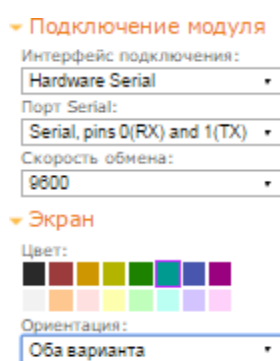 Подключение модуля
Интерфейс подключения:
Hardware Serial
Порт Serial:
Serial, pins 0(RX) and 1(TX)
Скорость обмена:
9600
Экран
Цвет:
Ориентация:
Оба варианта